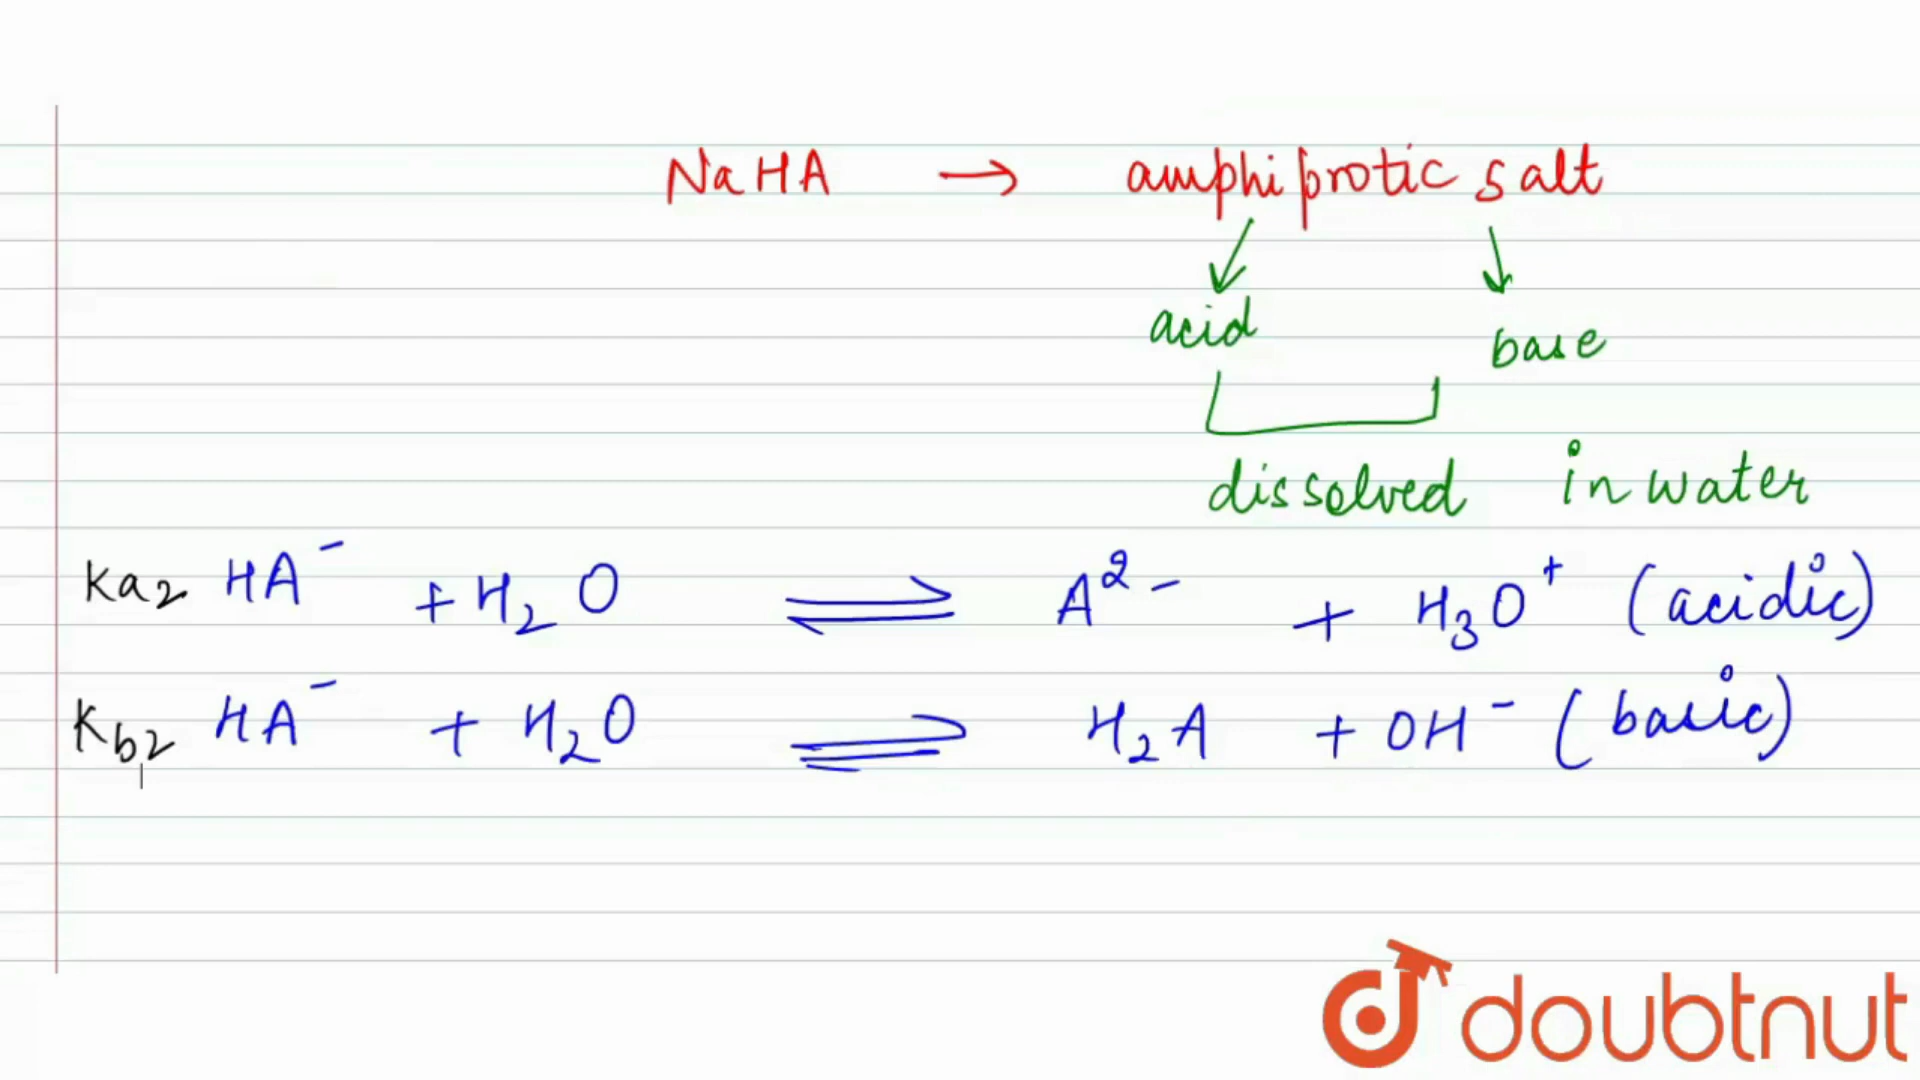 NaHA → amphiprotic salt
acid base
dissolved in water
Ka2 HA⁻ + H₂O ⇌ A²⁻ + H₃O⁺ (acidic)
Kb2 HA⁻ + H₂O ⇌ H₂A + OH⁻ (basic)
doubtnut